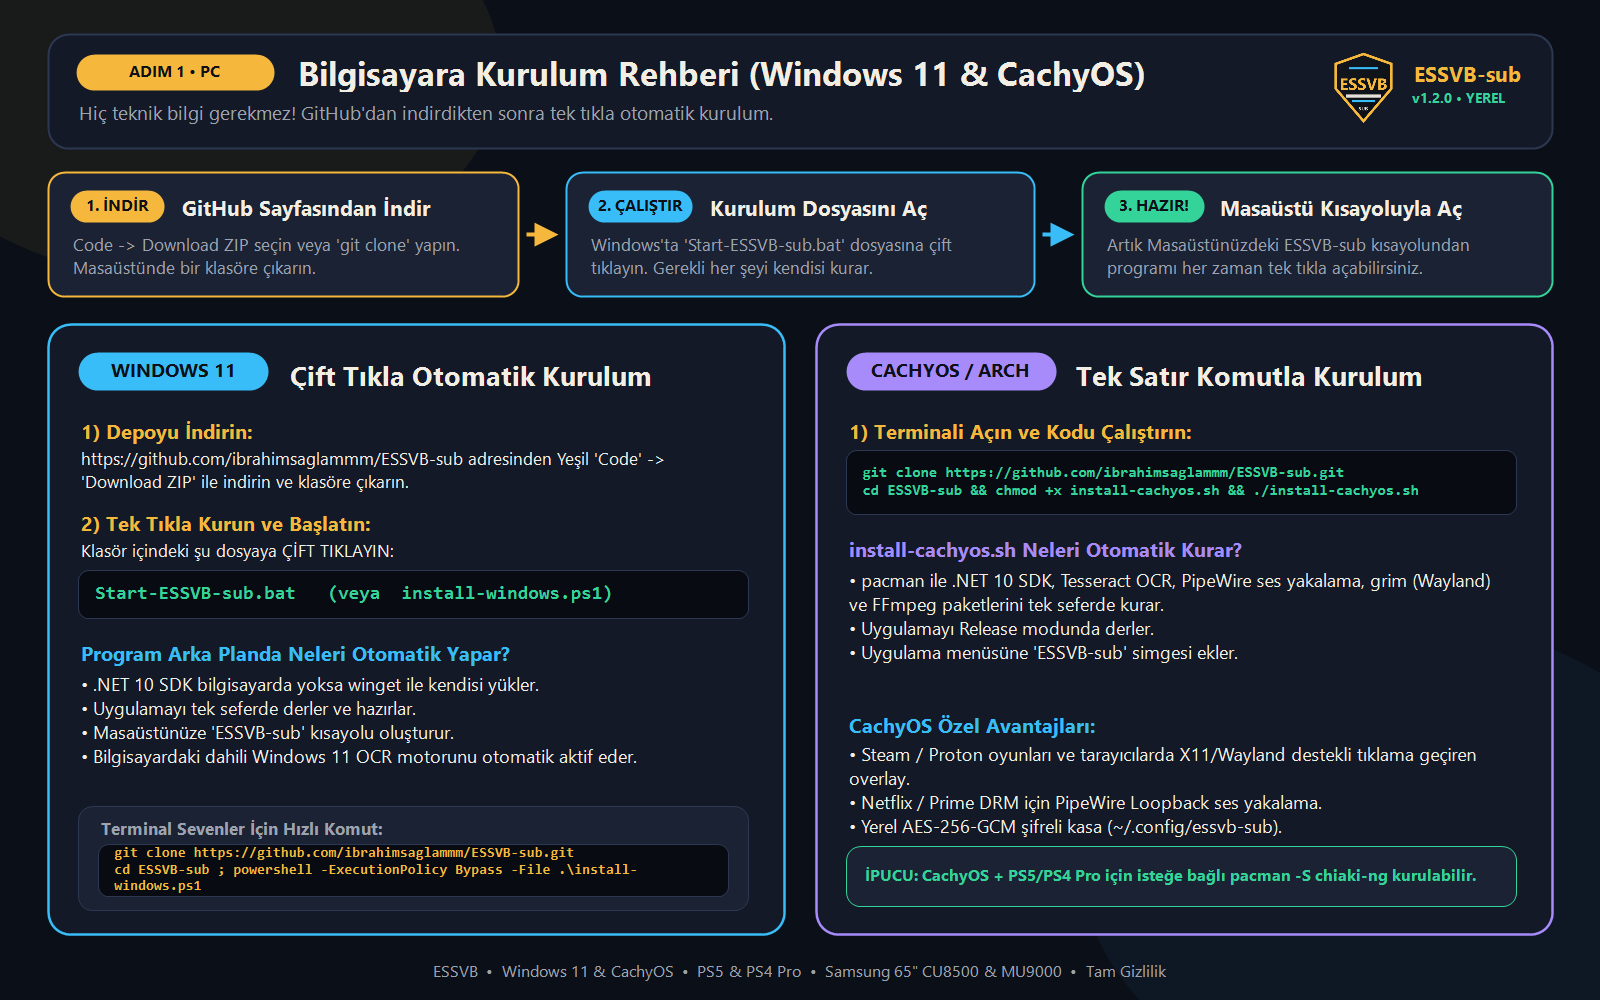 ADIM 1 • PC
Bilgisayara Kurulum Rehberi (Windows 11 & CachyOS)
Hiç teknik bilgi gerekmez! GitHub'dan indirdikten sonra tek tıkla otomatik kurulum.
ESSVB
SUB
ESSVB-sub
v1.2.0 • YEREL
1. İNDİR
GitHub Sayfasından İndir
Code -> Download ZIP seçin veya 'git clone' yapın.
Masaüstünde bir klasöre çıkarın.
2. ÇALIŞTIR
Kurulum Dosyasını Aç
Windows'ta 'Start-ESSVB-sub.bat' dosyasına çift
tıklayın. Gerekli her şeyi kendisi kurar.
3. HAZIR!
Masaüstü Kısayoluyla Aç
Artık Masaüstünüzdeki ESSVB-sub kısayolundan
programı her zaman tek tıkla açabilirsiniz.
WINDOWS 11
Çift Tıkla Otomatik Kurulum
1) Depoyu İndirin:
https://github.com/ibrahimsaglammm/ESSVB-sub adresinden Yeşil 'Code' ->
'Download ZIP' ile indirin ve klasöre çıkarın.
2) Tek Tıkla Kurun ve Başlatın:
Klasör içindeki şu dosyaya ÇİFT TIKLAYIN:
Start-ESSVB-sub.bat (veya install-windows.ps1)
Program Arka Planda Neleri Otomatik Yapar?
• .NET 10 SDK bilgisayarda yoksa winget ile kendisi yükler.
• Uygulamayı tek seferde derler ve hazırlar.
• Masaüstünüze 'ESSVB-sub' kısayolu oluşturur.
• Bilgisayardaki dahili Windows 11 OCR motorunu otomatik aktif eder.
Terminal Sevenler İçin Hızlı Komut:
git clone https://github.com/ibrahimsaglammm/ESSVB-sub.git
cd ESSVB-sub ; powershell -ExecutionPolicy Bypass -File .\install-
windows.ps1
CACHYOS / ARCH
Tek Satır Komutla Kurulum
1) Terminali Açın ve Kodu Çalıştırın:
git clone https://github.com/ibrahimsaglammm/ESSVB-sub.git
cd ESSVB-sub && chmod +x install-cachyos.sh && ./install-cachyos.sh
install-cachyos.sh Neleri Otomatik Kurar?
• pacman ile .NET 10 SDK, Tesseract OCR, PipeWire ses yakalama, grim (Wayland)
ve FFmpeg paketlerini tek seferde kurar.
• Uygulamayı Release modunda derler.
• Uygulama menüsüne 'ESSVB-sub' simgesi ekler.
CachyOS Özel Avantajları:
• Steam / Proton oyunları ve tarayıcılarda X11/Wayland destekli tıklama geçiren
overlay.
• Netflix / Prime DRM için PipeWire Loopback ses yakalama.
• Yerel AES-256-GCM şifreli kasa (~/.config/essvb-sub).
İPUCU: CachyOS + PS5/PS4 Pro için isteğe bağlı pacman -S chiaki-ng kurulabilir.
ESSVB • Windows 11 & CachyOS • PS5 & PS4 Pro • Samsung 65" CU8500 & MU9000 • Tam Gizlilik